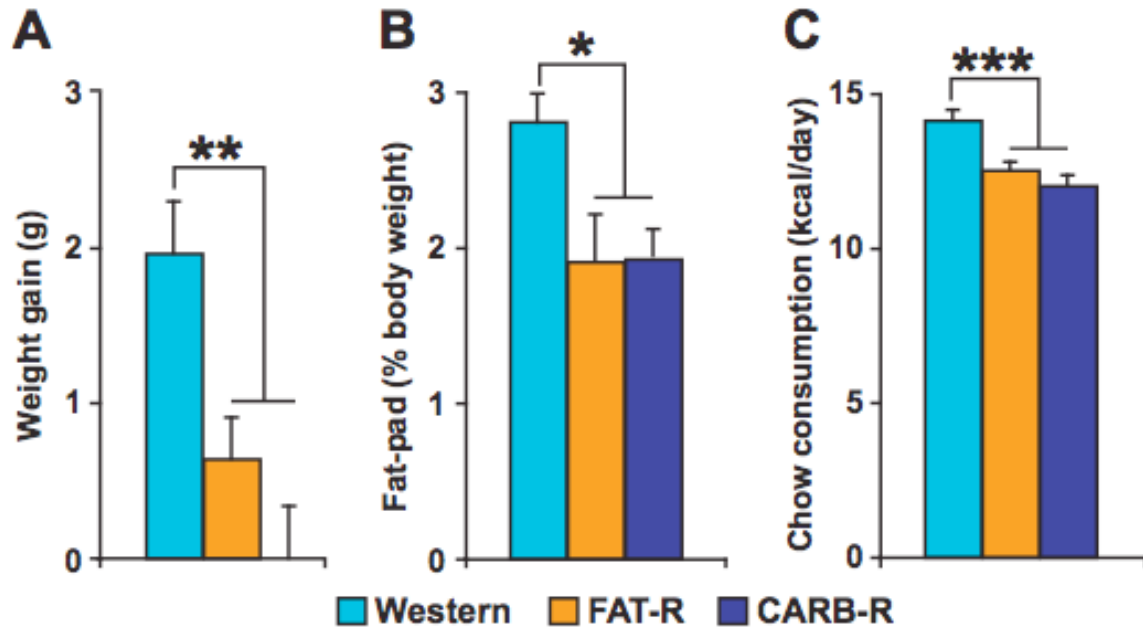 A
Weight gain (g)
3
2
1
0
**
B
Fat-pad (% body weight)
3
2
1
0
*
C
Chow consumption (kcal/day)
15
10
5
0
***
Western FAT-R CARB-R